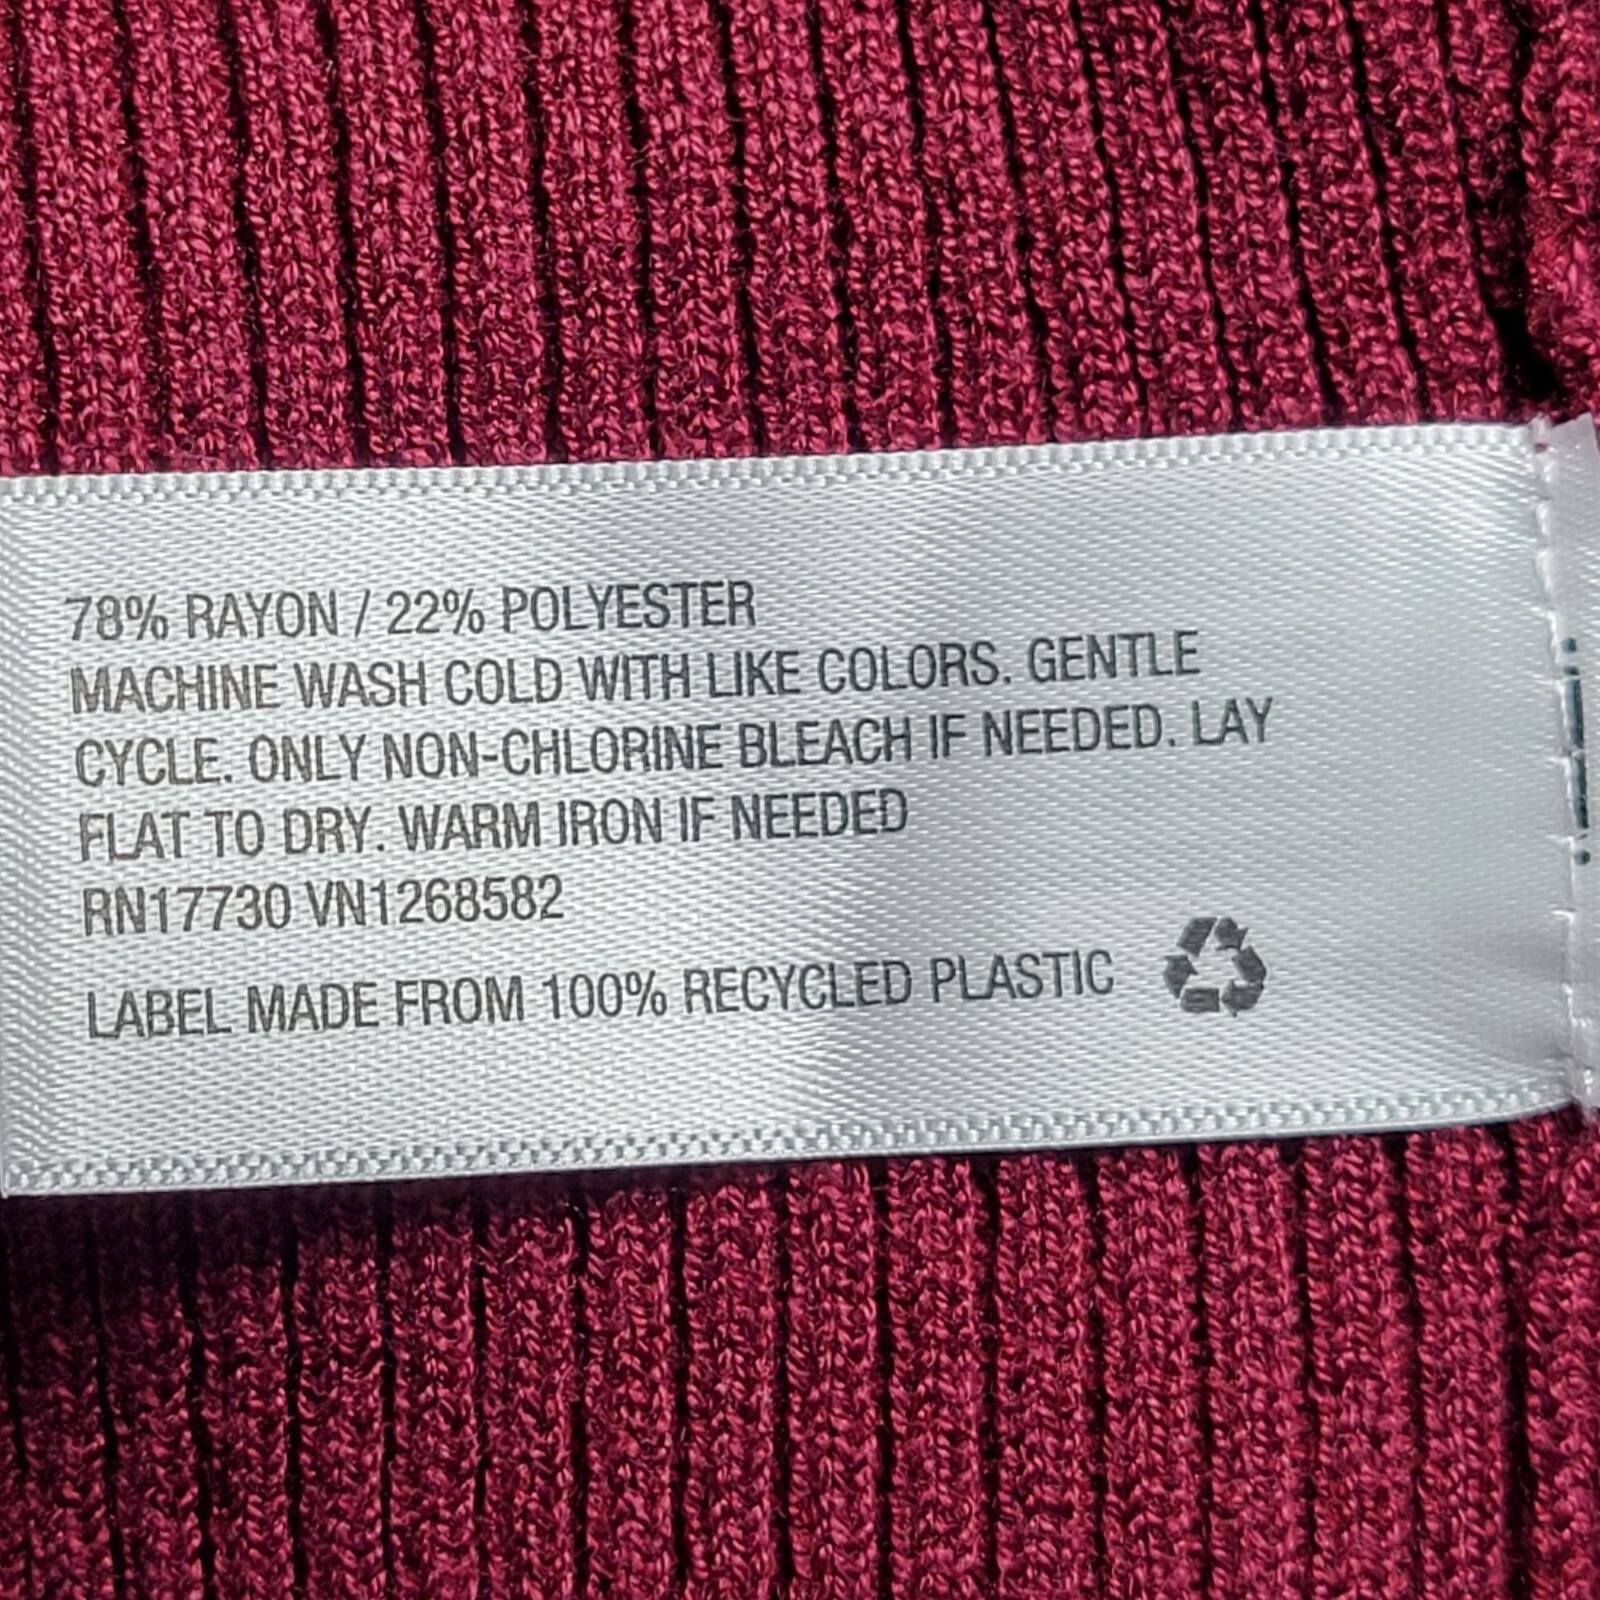 78% RAYON / 22% POLYESTER
MACHINE WASH COLD WITH LIKE COLORS. GENTLE
CYCLE. ONLY NON-CHLORINE BLEACH IF NEEDED. LAY
FLAT TO DRY. WARM IRON IF NEEDED
RN17730 VN1268582
LABEL MADE FROM 100% RECYCLED PLASTIC